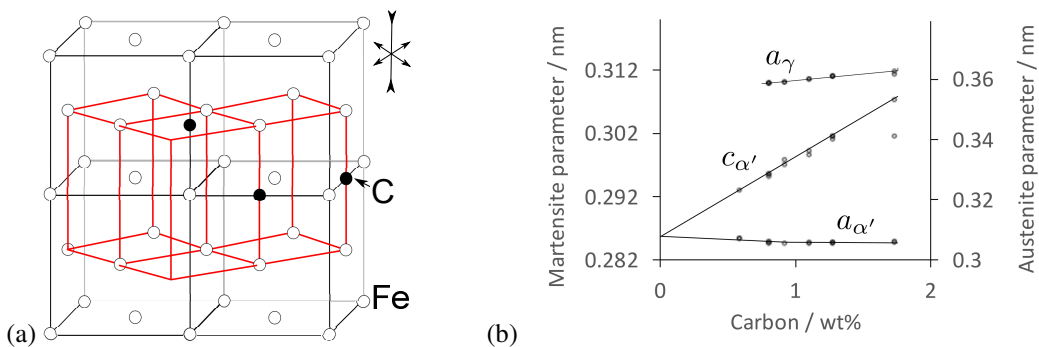 C
Fe
(a)
Martensite parameter / nm
0.312
0.302
0.292
0.282
a_γ
c_α′
a_α′
0.36
0.34
0.32
0.3
Austenite parameter / nm
0
1
2
Carbon / wt%
(b)